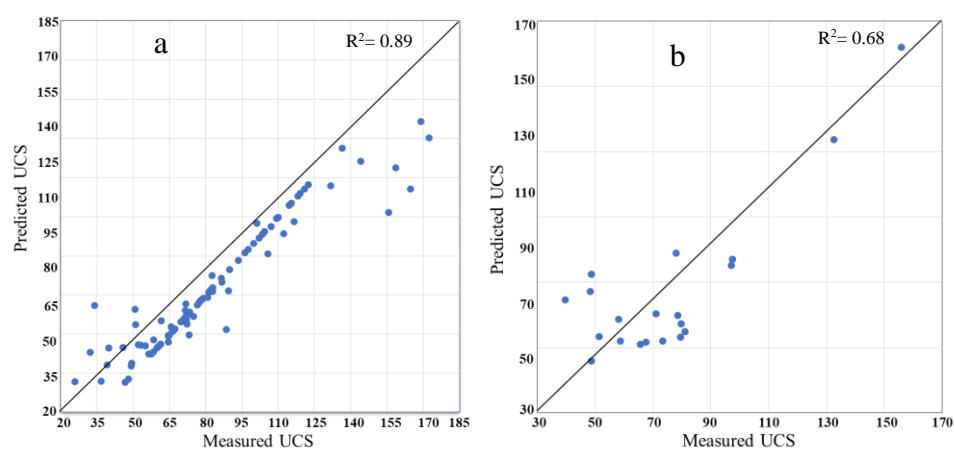 185
170
155
140
125
110
95
80
65
50
35
20
Predicted UCS
a
R²= 0.89
20 35 50 65 80 95 110 125 140 155 170 185
Measured UCS
170
150
130
110
90
70
50
30
Predicted UCS
b
R²= 0.68
30 50 70 90 110 130 150 170
Measured UCS